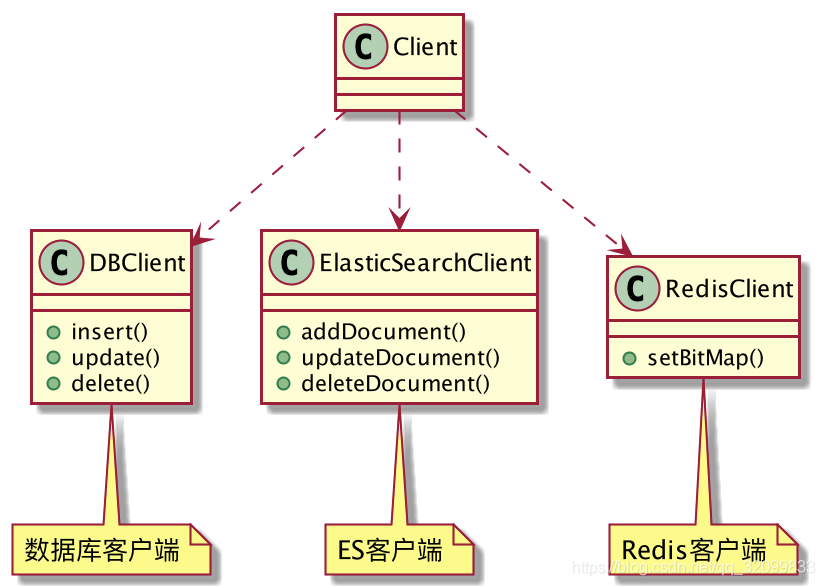 C Client
C DBClient
insert()
update()
delete()
数据库客户端
C ElasticSearchClient
addDocument()
updateDocument()
deleteDocument()
ES客户端
C RedisClient
setBitMap()
Redis客户端
https://blog.csdn.net/qq_32099833